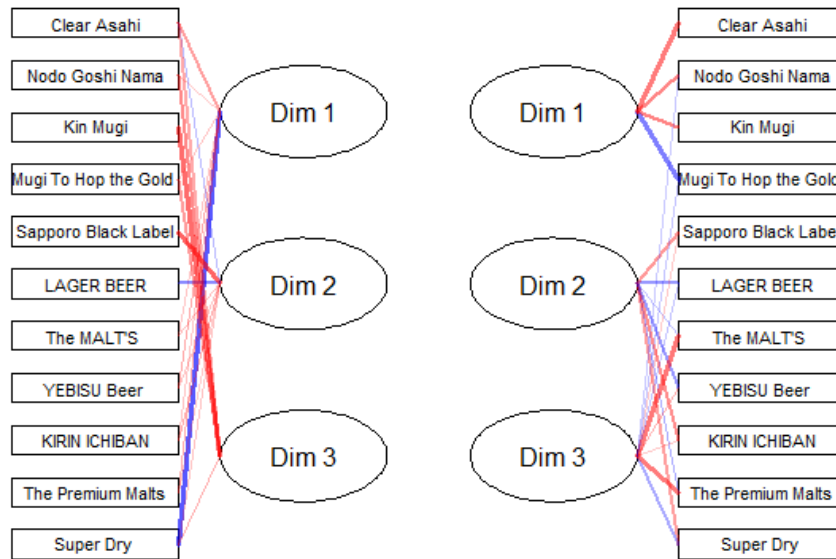 Clear Asahi
Nodo Goshi Nama
Kin Mugi
Mugi To Hop the Gold
Sapporo Black Label
LAGER BEER
The MALT'S
YEBISU Beer
KIRIN ICHIBAN
The Premium Malts
Super Dry
Dim 1
Dim 2
Dim 3
Dim 1
Dim 2
Dim 3
Clear Asahi
Nodo Goshi Nama
Kin Mugi
Mugi To Hop the Gold
Sapporo Black Label
LAGER BEER
The MALT'S
YEBISU Beer
KIRIN ICHIBAN
The Premium Malts
Super Dry